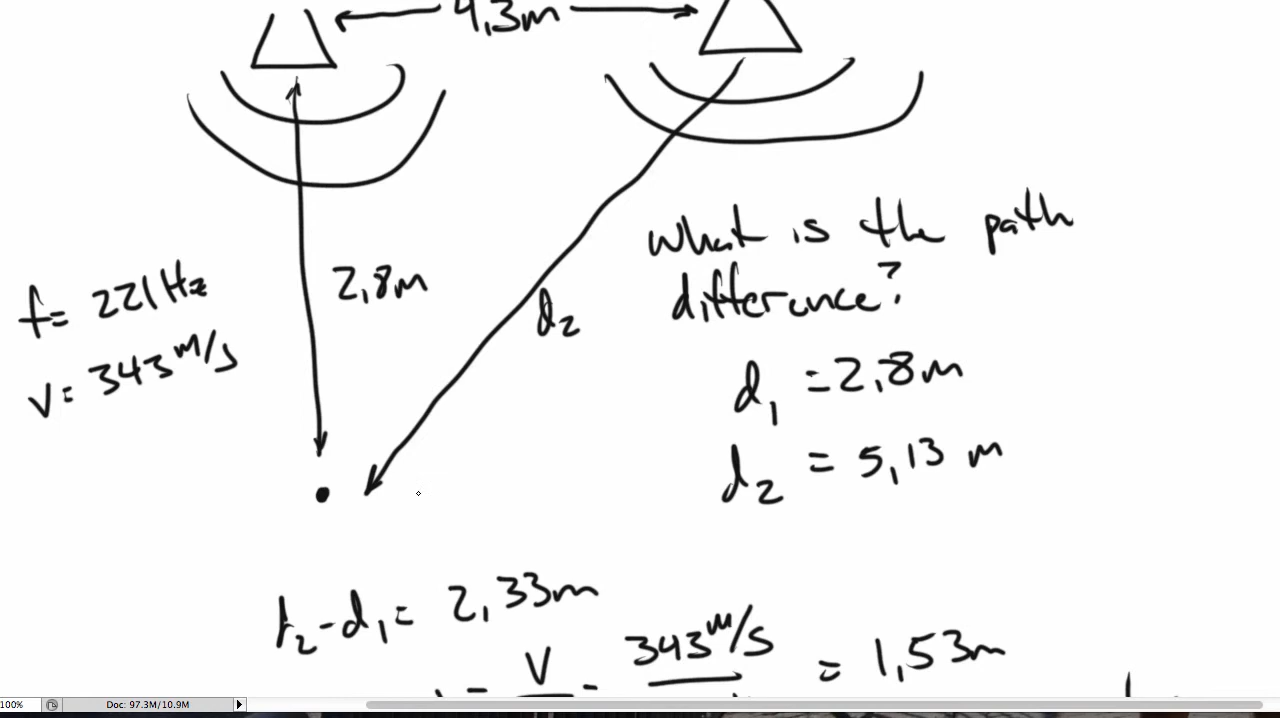 4,3m
What is the path
difference?
f= 221Hz
2,8m
d2
v= 343 m/s
d1 = 2,8m
d2 = 5,13 m
d2-d1= 2,33m
= V = 343 m/s = 1,53m
100%
Doc: 97.3M/10.9M